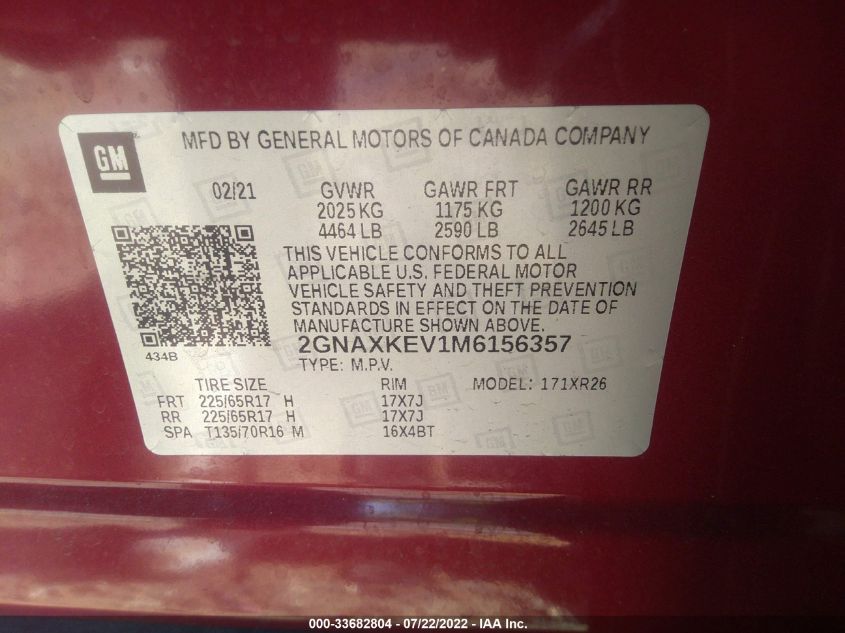 GM
MFD BY GENERAL MOTORS OF CANADA COMPANY
02/21 GVWR GAWR FRT GAWR RR
2025 KG 1175 KG 1200 KG
4464 LB 2590 LB 2645 LB
THIS VEHICLE CONFORMS TO ALL
APPLICABLE U.S. FEDERAL MOTOR
VEHICLE SAFETY AND THEFT PREVENTION
STANDARDS IN EFFECT ON THE DATE OF
MANUFACTURE SHOWN ABOVE.
434B 2GNAXKEV1M6156357
TYPE: M.P.V.
TIRE SIZE RIM MODEL: 171XR26
FRT 225/65R17 H 17X7J
RR 225/65R17 H 17X7J
SPA T135/70R16 M 16X4BT
000-33682804 / 07/22/2022 - IAA Inc.